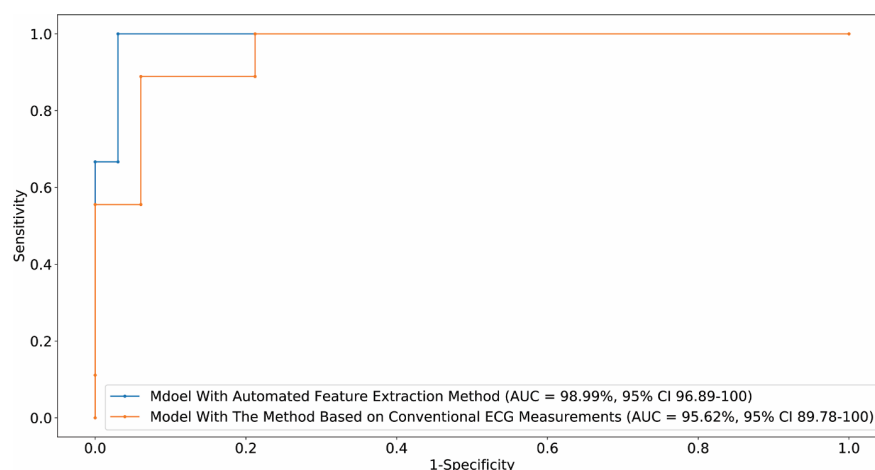 1.0
0.8
0.6
0.4
0.2
0.0
Sensitivity
Mdoel With Automated Feature Extraction Method (AUC = 98.99%, 95% CI 96.89-100)
Model With The Method Based on Conventional ECG Measurements (AUC = 95.62%, 95% CI 89.78-100)
0.0 0.2 0.4 0.6 0.8 1.0
1-Specificity